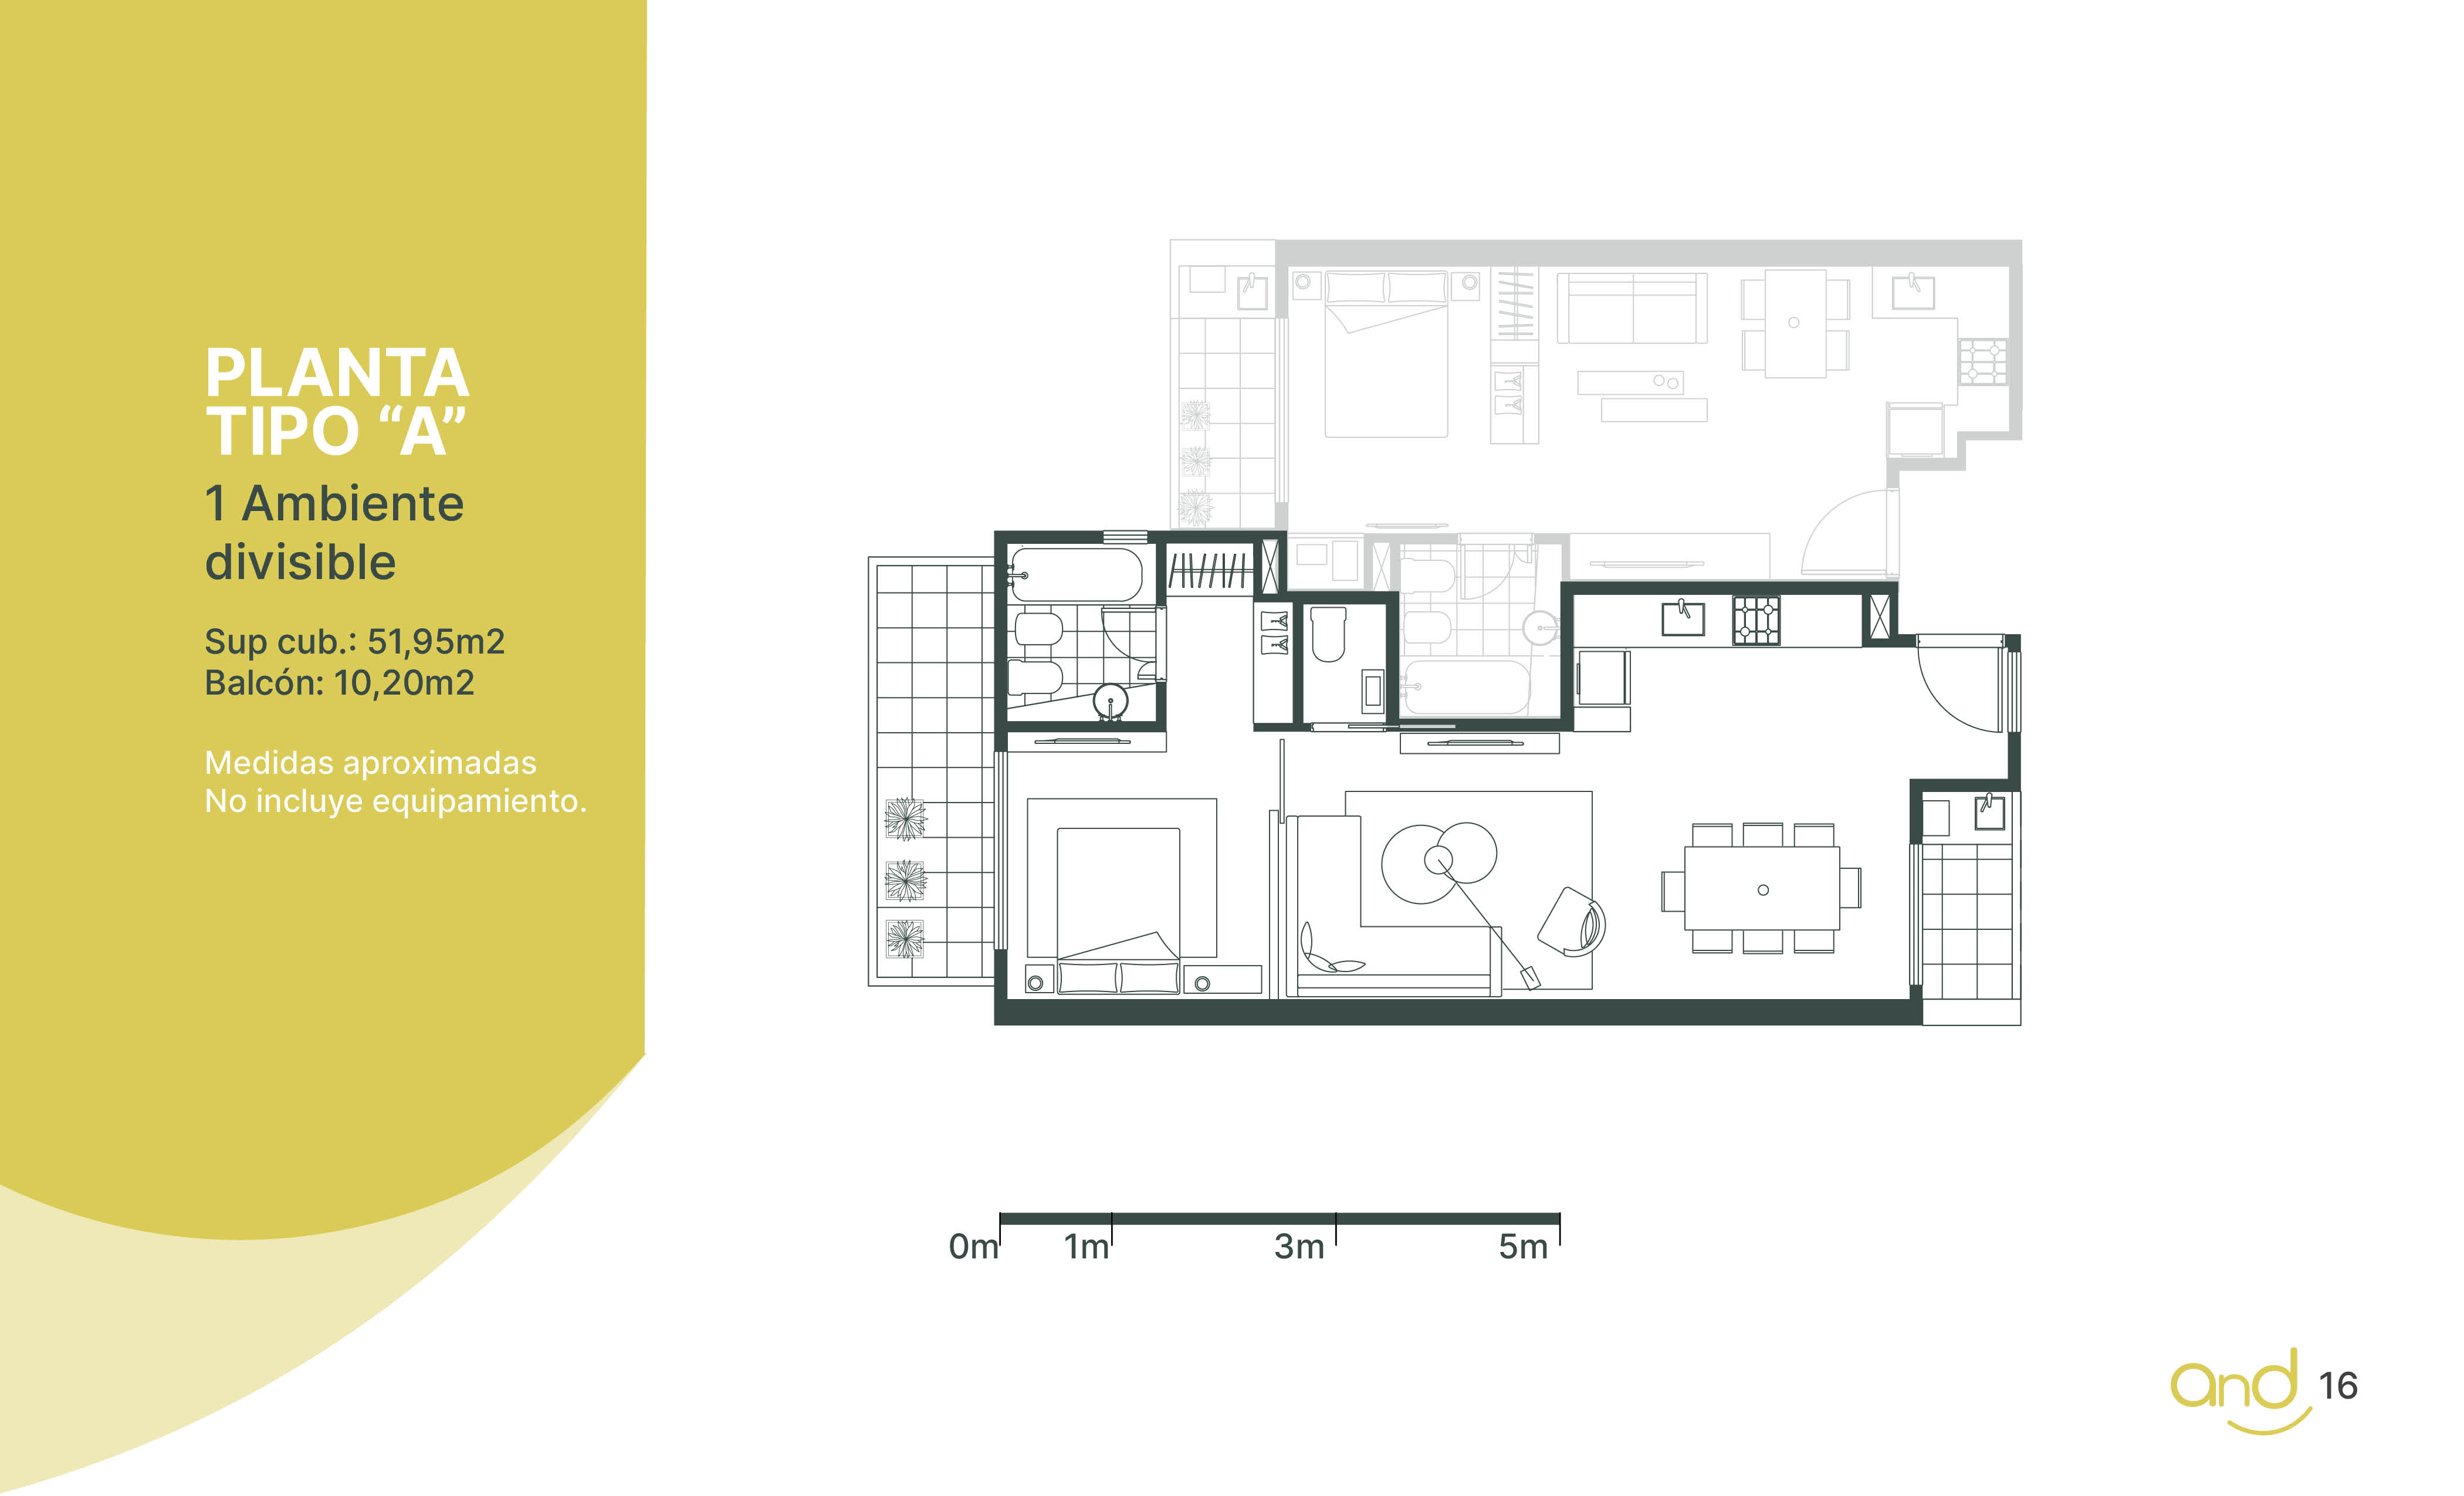 PLANTA
TIPO “A”
1 Ambiente
divisible
Sup cub.: 51,95m2
Balcón: 10,20m2
Medidas aproximadas
No incluye equipamiento.
0m 1m 3m 5m
and 16